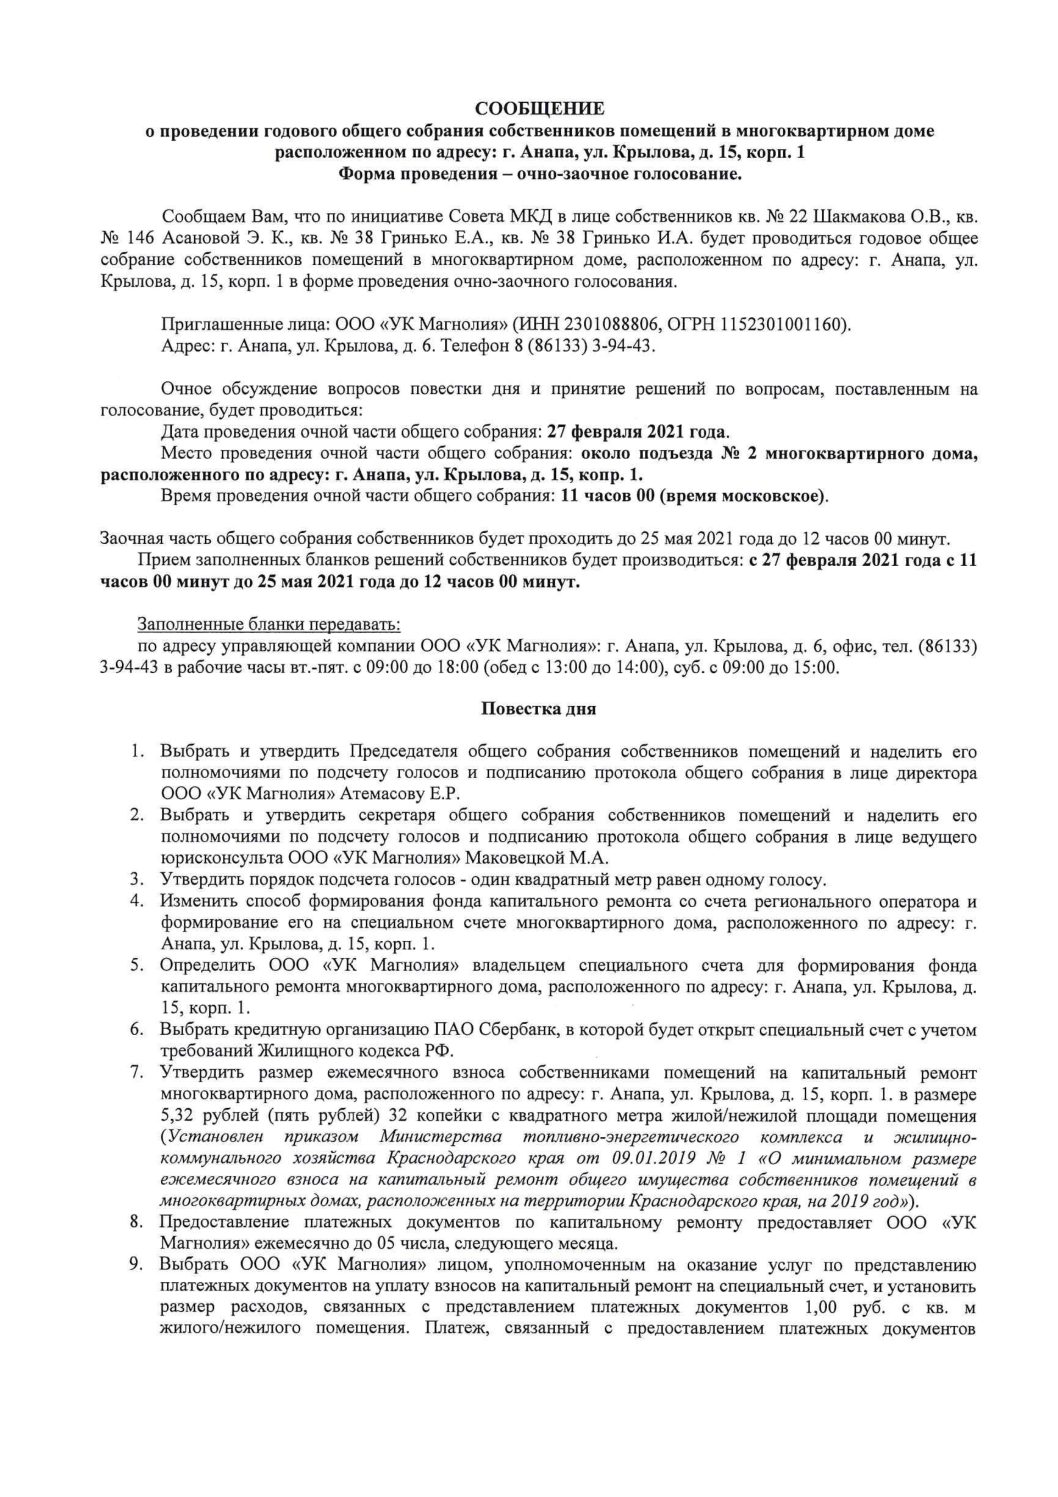 СООБЩЕНИЕ
о проведении годового общего собрания собственников помещений в многоквартирном доме
расположенном по адресу: г. Анапа, ул. Крылова, д. 15, корп. 1
Форма проведения – очно-заочное голосование.
Сообщаем Вам, что по инициативе Совета МКД в лице собственников кв. № 22 Шакмакова О.В., кв.
№ 146 Асановой Э. К., кв. № 38 Гринько Е.А., кв. № 38 Гринько И.А. будет проводиться годовое общее
собрание собственников помещений в многоквартирном доме, расположенном по адресу: г. Анапа, ул.
Крылова, д. 15, корп. 1 в форме проведения очно-заочного голосования.
Приглашенные лица: ООО «УК Магнолия» (ИНН 2301088806, ОГРН 1152301001160).
Адрес: г. Анапа, ул. Крылова, д. 6. Телефон 8 (86133) 3-94-43.
Очное обсуждение вопросов повестки дня и принятие решений по вопросам, поставленным на
голосование, будет проводиться:
Дата проведения очной части общего собрания: 27 февраля 2021 года.
Место проведения очной части общего собрания: около подъезда № 2 многоквартирного дома,
расположенного по адресу: г. Анапа, ул. Крылова, д. 15, копр. 1.
Время проведения очной части общего собрания: 11 часов 00 (время московское).
Заочная часть общего собрания собственников будет проходить до 25 мая 2021 года до 12 часов 00 минут.
Прием заполненных бланков решений собственников будет производиться: с 27 февраля 2021 года с 11
часов 00 минут до 25 мая 2021 года до 12 часов 00 минут.
Заполненные бланки передавать:
по адресу управляющей компании ООО «УК Магнолия»: г. Анапа, ул. Крылова, д. 6, офис, тел. (86133)
3-94-43 в рабочие часы вт.-пят. с 09:00 до 18:00 (обед с 13:00 до 14:00), суб. с 09:00 до 15:00.
Повестка дня
1. Выбрать и утвердить Председателя общего собрания собственников помещений и наделить его
полномочиями по подсчету голосов и подписанию протокола общего собрания в лице директора
ООО «УК Магнолия» Атемасову Е.Р.
2. Выбрать и утвердить секретаря общего собрания собственников помещений и наделить его
полномочиями по подсчету голосов и подписанию протокола общего собрания в лице ведущего
юрисконсульта ООО «УК Магнолия» Маковецкой М.А.
3. Утвердить порядок подсчета голосов - один квадратный метр равен одному голосу.
4. Изменить способ формирования фонда капитального ремонта со счета регионального оператора и
формирование его на специальном счете многоквартирного дома, расположенного по адресу: г.
Анапа, ул. Крылова, д. 15, корп. 1.
5. Определить ООО «УК Магнолия» владельцем специального счета для формирования фонда
капитального ремонта многоквартирного дома, расположенного по адресу: г. Анапа, ул. Крылова, д.
15, корп. 1.
6. Выбрать кредитную организацию ПАО Сбербанк, в которой будет открыт специальный счет с учетом
требований Жилищного кодекса РФ.
7. Утвердить размер ежемесячного взноса собственниками помещений на капитальный ремонт
многоквартирного дома, расположенного по адресу: г. Анапа, ул. Крылова, д. 15, корп. 1. в размере
5,32 рублей (пять рублей) 32 копейки с квадратного метра жилой/нежилой площади помещения
(Установлен приказом Министерства топливно-энергетического комплекса и жилищно-
коммунального хозяйства Краснодарского края от 09.01.2019 № 1 «О минимальном размере
ежемесячного взноса на капитальный ремонт общего имущества собственников помещений в
многоквартирных домах, расположенных на территории Краснодарского края, на 2019 год»).
8. Предоставление платежных документов по капитальному ремонту предоставляет ООО «УК
Магнолия» ежемесячно до 05 числа, следующего месяца.
9. Выбрать ООО «УК Магнолия» лицом, уполномоченным на оказание услуг по представлению
платежных документов на уплату взносов на капитальный ремонт на специальный счет, и установить
размер расходов, связанных с представлением платежных документов 1,00 руб. с кв. м
жилого/нежилого помещения. Платеж, связанный с предоставлением платежных документов